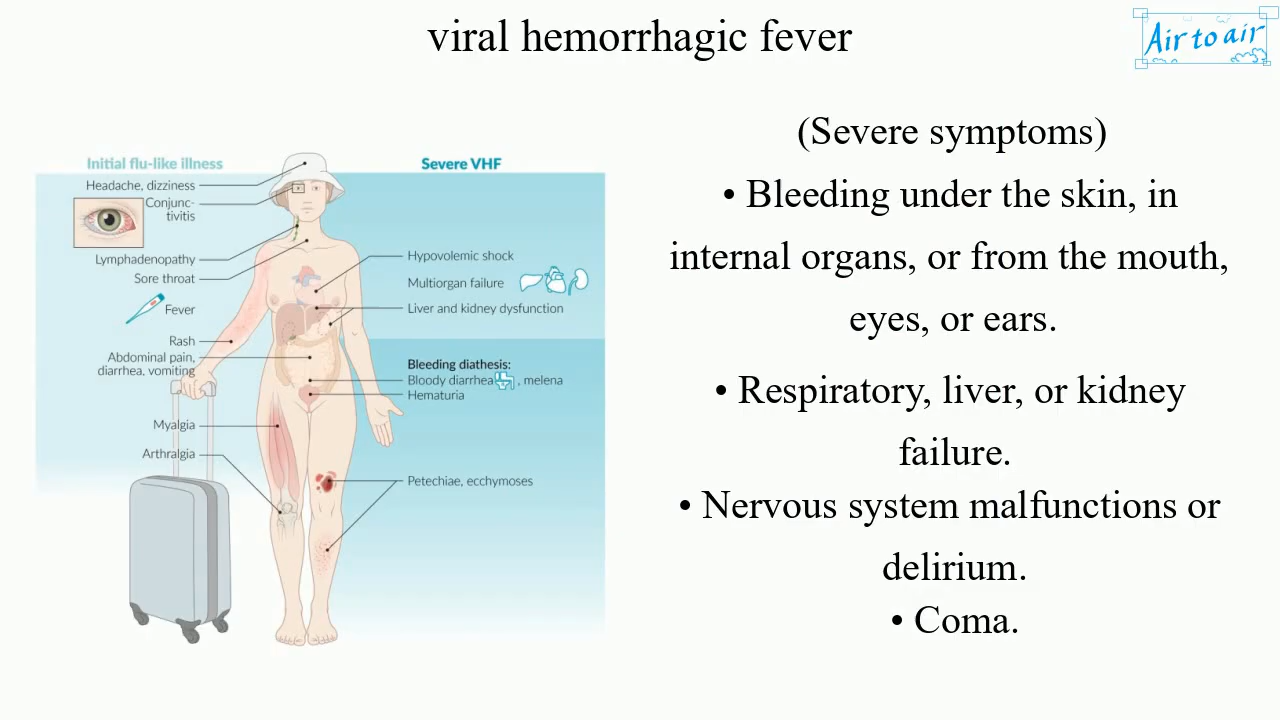 viral hemorrhagic fever
Air to air
Initial flu-like illness
Headache, dizziness
Conjunc-
tivitis
Lymphadenopathy
Sore throat
Fever
Rash
Abdominal pain,
diarrhea, vomiting
Myalgia
Arthralgia
Severe VHF
Hypovolemic shock
Multiorgan failure
Liver and kidney dysfunction
Bleeding diathesis:
Bloody diarrhea , melena
Hematuria
Petechiae, ecchymoses
(Severe symptoms)
• Bleeding under the skin, in
internal organs, or from the mouth,
eyes, or ears.
• Respiratory, liver, or kidney
failure.
• Nervous system malfunctions or
delirium.
• Coma.